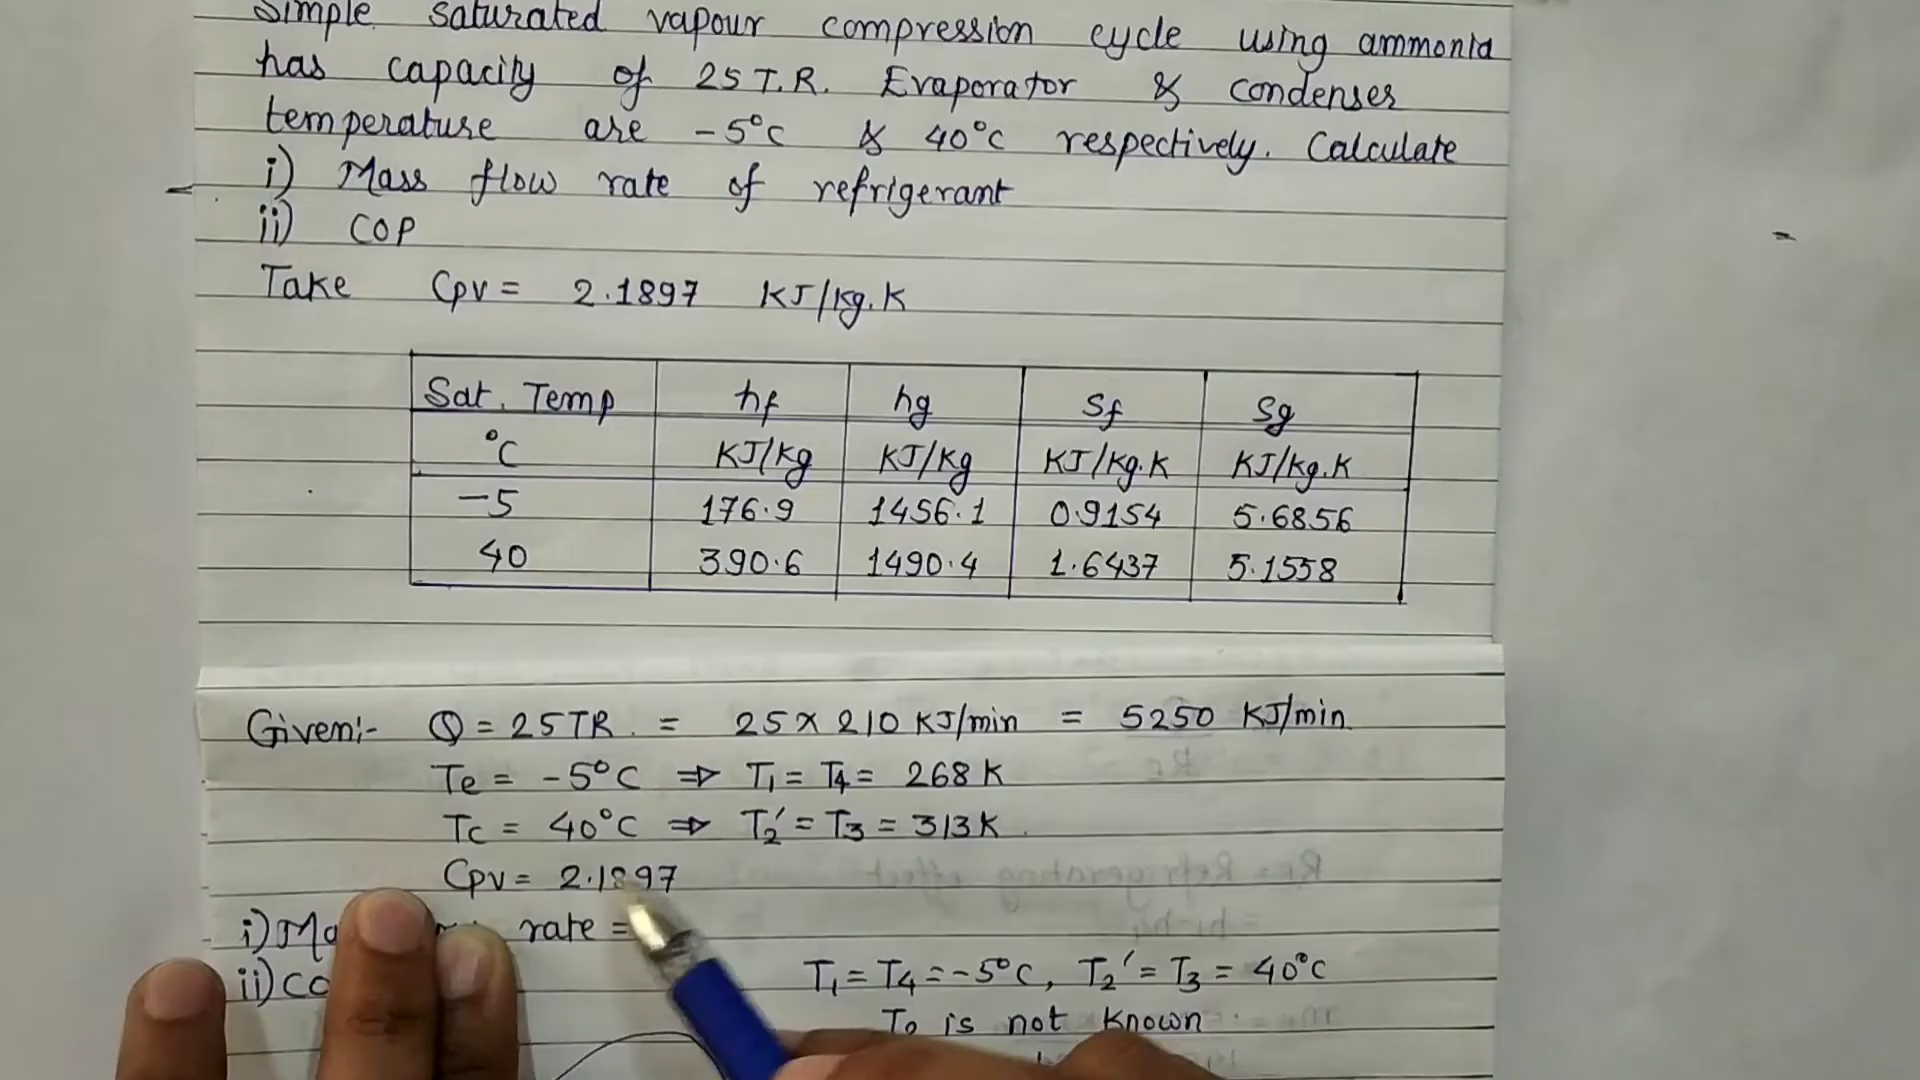 Simple saturated vapour compression cycle using ammonia
has capacity of 25 T.R. Evaporator & condenser
temperature are -5°C & 40°C respectively. Calculate
i) Mass flow rate of refrigerant
ii) COP
Take Cpv = 2.1897 KJ/kg.K
Sat. Temp hf hg Sf Sg
°C KJ/kg KJ/kg KJ/kg.K KJ/kg.K
-5 176.9 1456.1 0.9154 5.6856
40 390.6 1490.4 1.6437 5.1558
Given:- Q = 25TR. = 25 x 210 KJ/min = 5250 KJ/min
Te = -5°C ⇒ T1 = T4 = 268 K
Tc = 40°C ⇒ T2' = T3 = 313K
Cpv = 2.1897
i) rate =
ii)
T1 = T4 = -5°C, T2' = T3 = 40°C
is not known